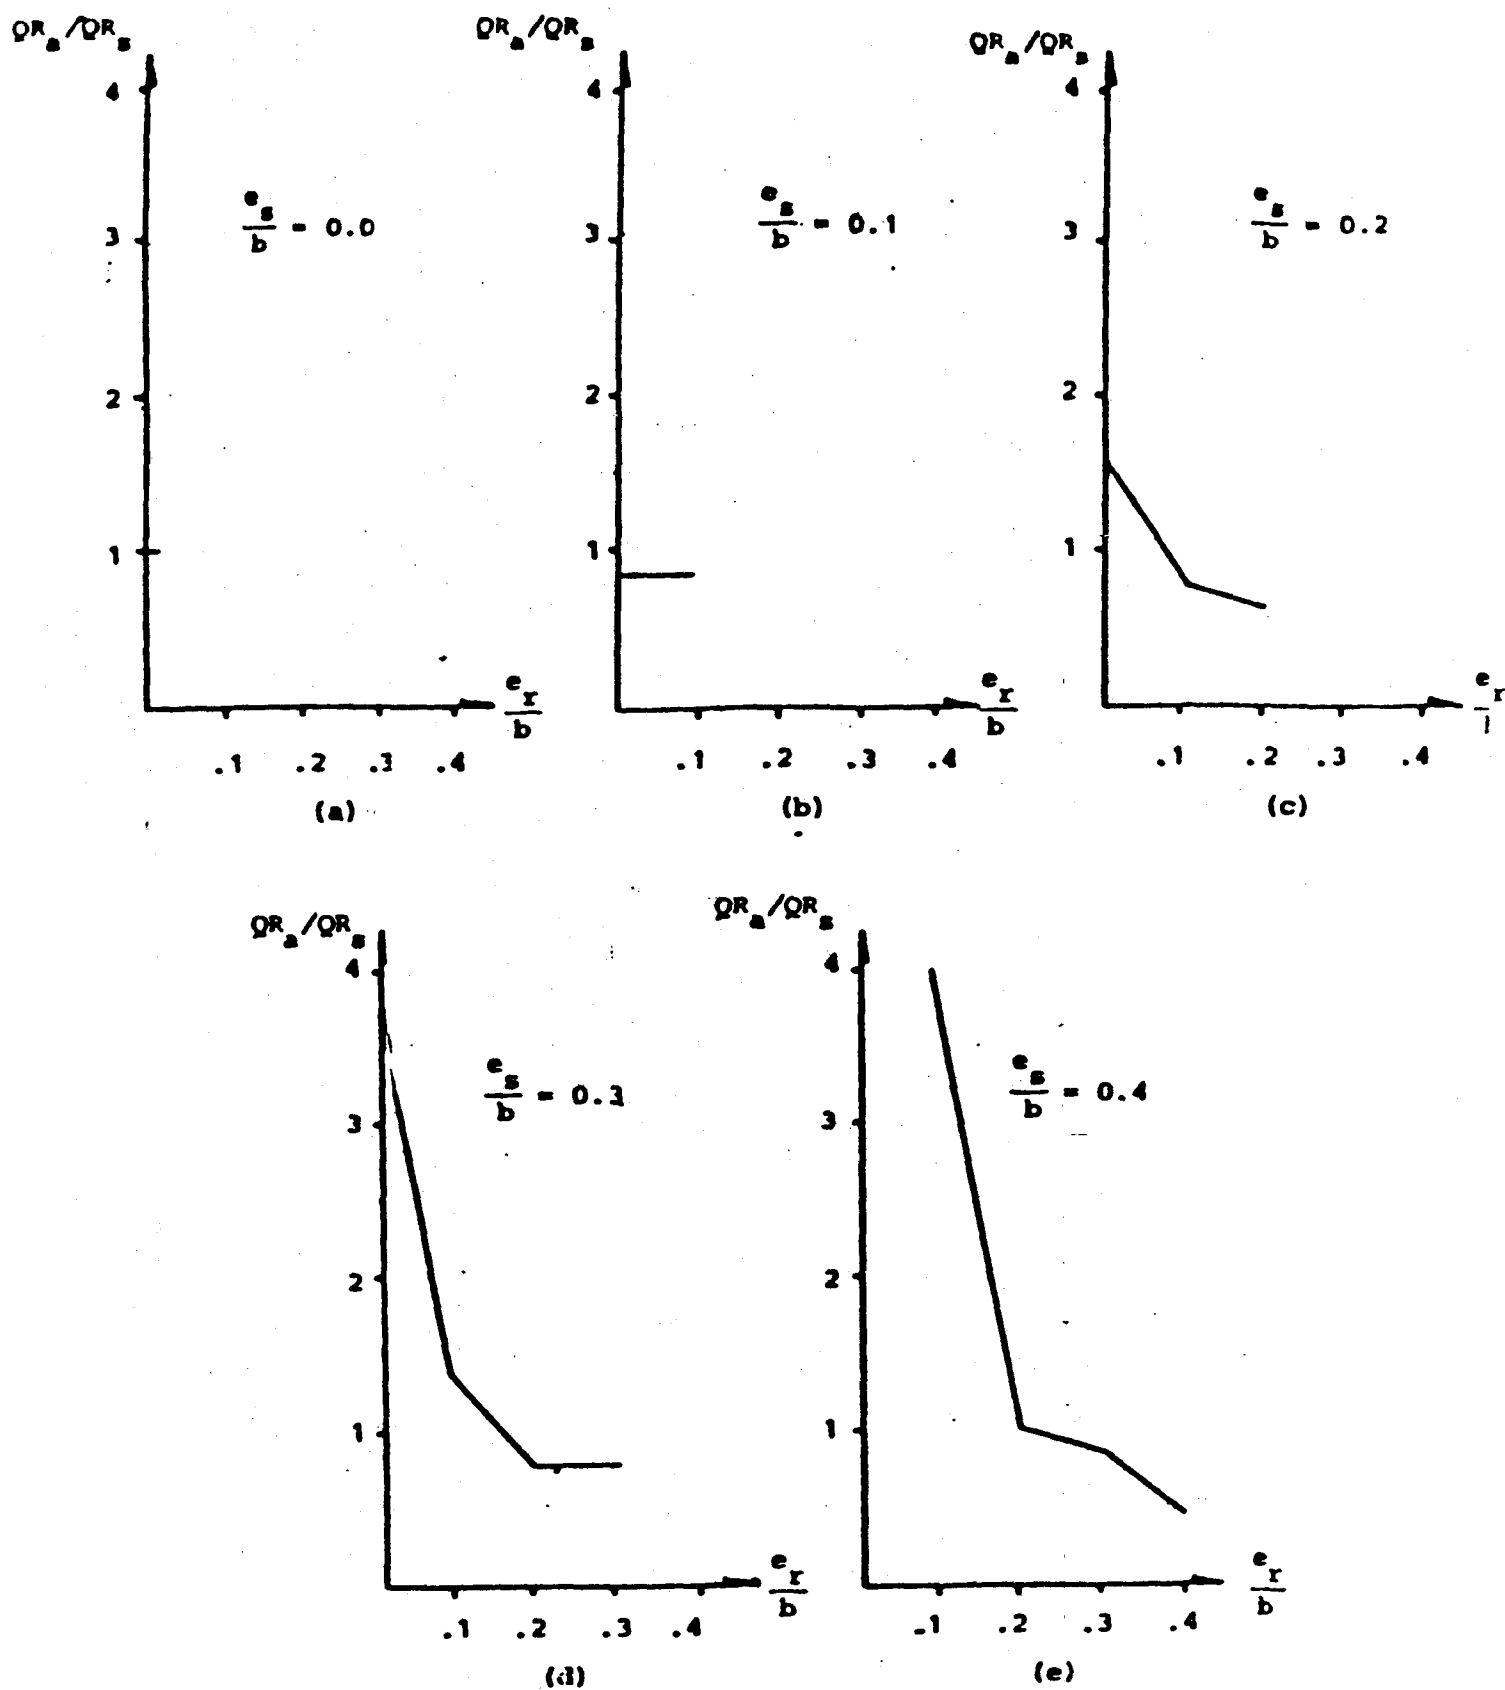 QRa/QRs
4
3
2
1
es/b = 0.0
er/b
.1 .2 .3 .4
(a)
QRa/QRs
4
3
2
1
es/b = 0.1
er/b
.1 .2 .3 .4
(b)
QRa/QRs
4
3
2
1
es/b = 0.2
er
.1 .2 .3 .4
(c)
QRa/QRs
4
3
2
1
es/b = 0.3
er/b
.1 .2 .3 .4
(d)
QRa/QRs
4
3
2
1
es/b = 0.4
er/b
.1 .2 .3 .4
(e)